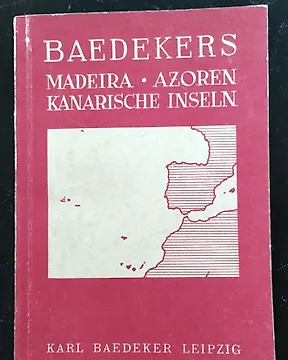 BAEDEKERS
MADEIRA · AZOREN
KANARISCHE INSELN
KARL BAEDEKER LEIPZIG